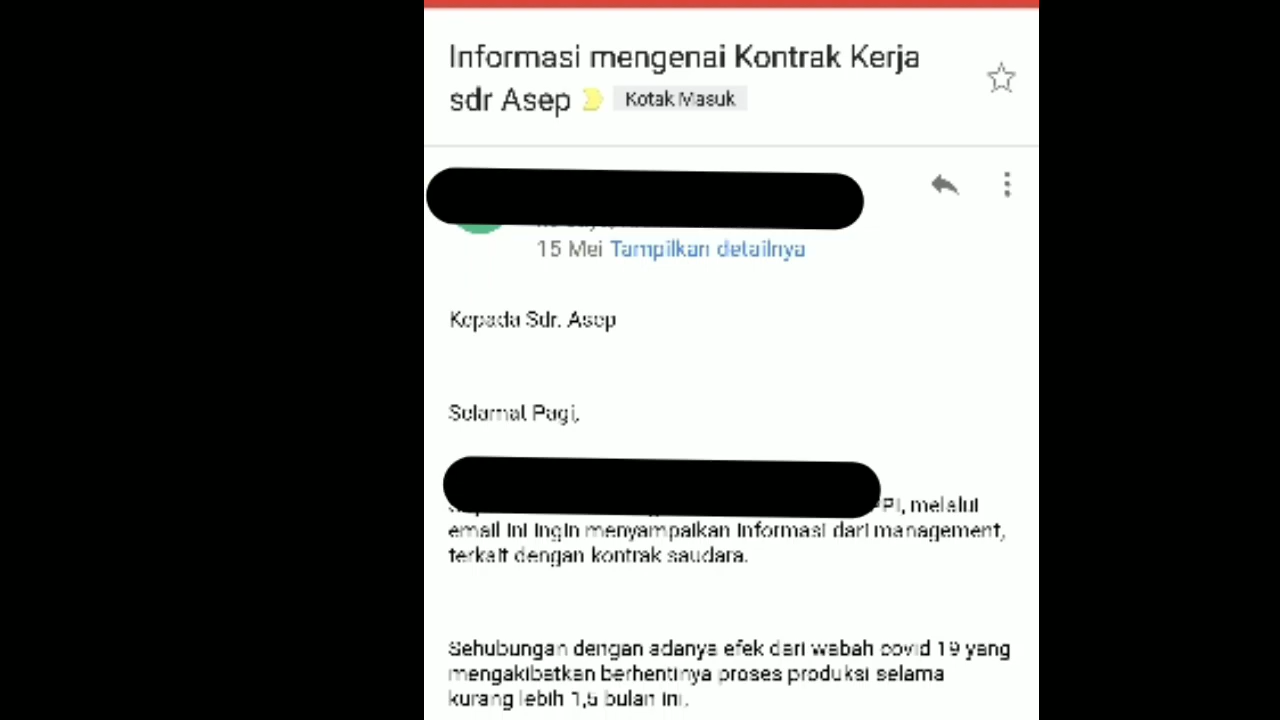 Informasi mengenai Kontrak Kerja
sdr Asep Kotak Masuk
15 Mei Tampilkan detailnya
Kepada Sdr. Asep
Selamat Pagi,
melalui
email ini ingin menyampaikan informasi dari management,
terkait dengan kontrak saudara.
Sehubungan dengan adanya efek dari wabah covid 19 yang
mengakibatkan berhentinya proses produksi selama
kurang lebih 1,5 bulan ini,